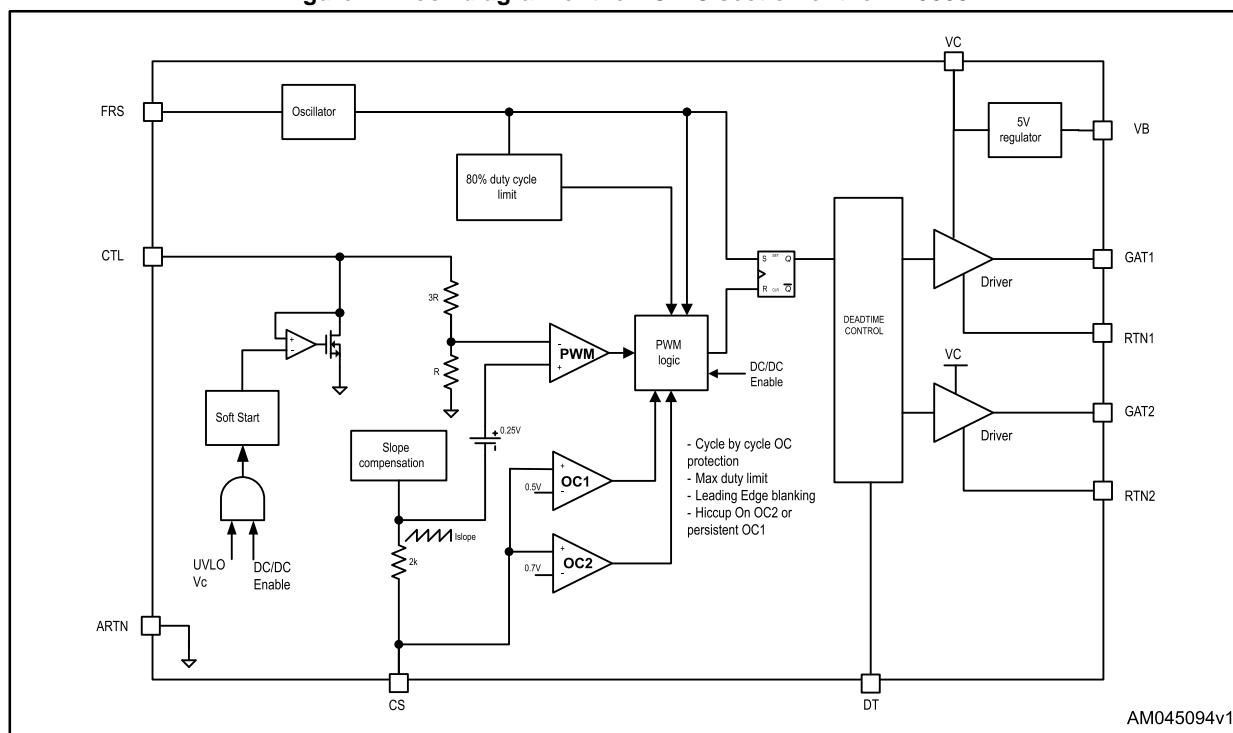 VC
FRS
Oscillator
5V
regulator
VB
80% duty cycle
limit
CTL
S SET Q
R CLR Q
GAT1
Driver
3R
DEADTIME
CONTROL
RTN1
+
-
-
PWM
+
PWM
logic
R
DC/DC
Enable
VC
Soft Start
GAT2
Driver
+
0.25V
-
Slope
compensation
- Cycle by cycle OC
protection
- Max duty limit
- Leading Edge blanking
- Hiccup On OC2 or
persistent OC1
+
OC1
0.5V
-
RTN2
Islope
2k
+
OC2
0.7V
-
UVLO
Vc
DC/DC
Enable
ARTN
CS
DT
AM045094v1